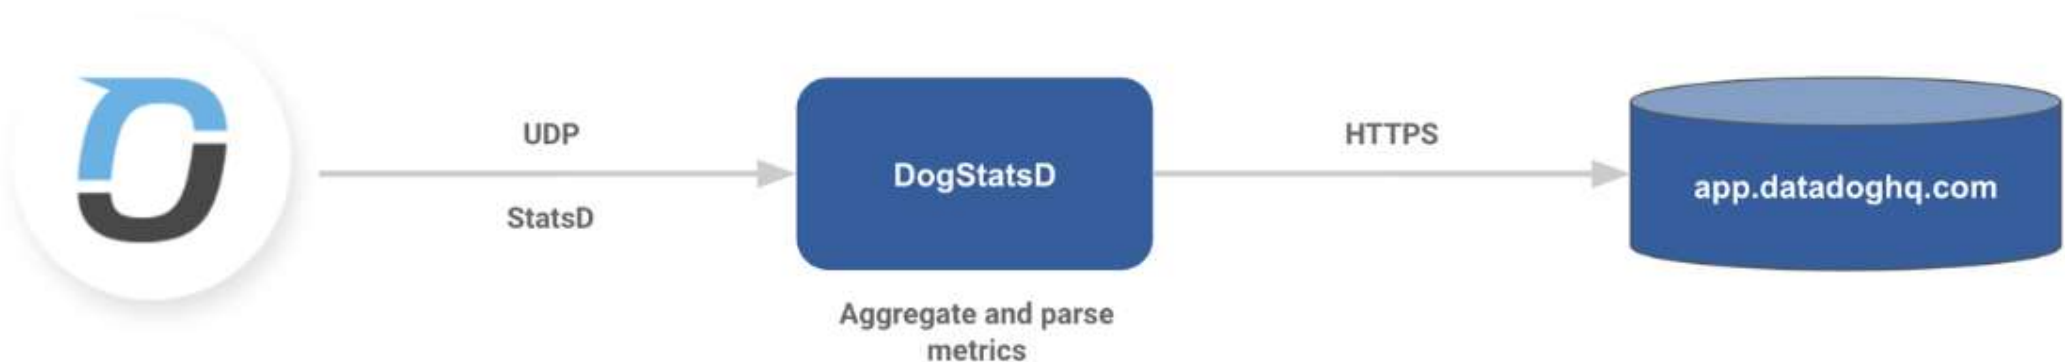 UDP
StatsD
DogStatsD
Aggregate and parse
metrics
HTTPS
app.datadoghq.com